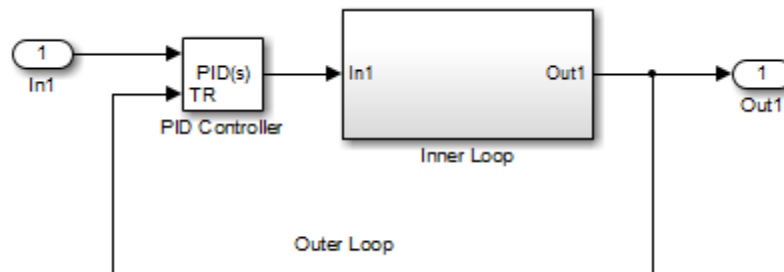 1
In1
PID(s)
TR
PID Controller
In1
Out1
Inner Loop
1
Out1
Outer Loop